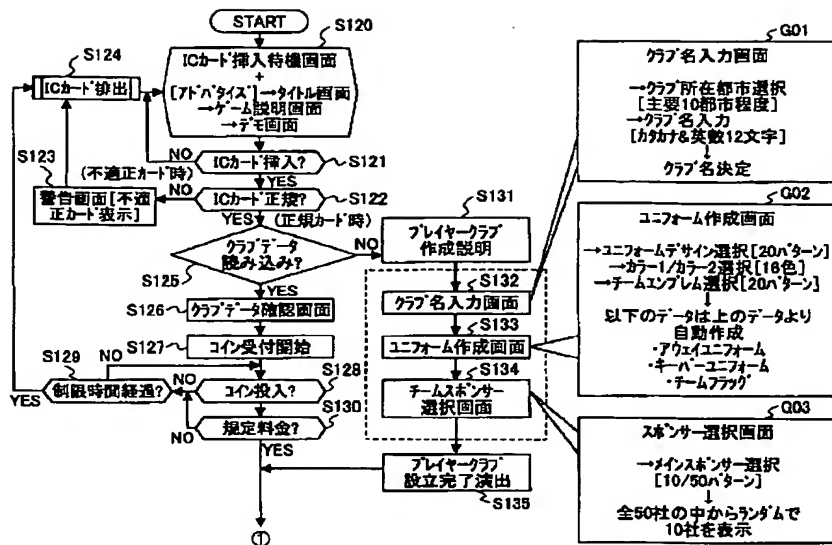 START
S120
ICカード挿入待機画面
+
[アドバタイズ]→タイトル画面
→ゲーム説明画面
→デモ画面
S124
ICカード排出
NO
ICカード挿入?
S121
S123
(不適正カード時)
YES
警告画面[不適
正カード表示]
NO
ICカード正規?
S122
YES
(正規カード時)
クラブデータ
読み込み?
S125
NO
YES
S126
クラブデータ確認画面
S127
コイン受付開始
S129
NO
制限時間経過?
YES
NO
コイン投入?
S128
S130
NO
規定料金?
YES
①
S131
プレイヤークラブ
作成説明
S132
クラブ名入力画面
S133
ユニフォーム作成画面
S134
チームスポンサー
選択画面
プレイヤークラブ
設立完了演出
S135
G01
クラブ名入力画面
→クラブ所在都市選択
[主要10都市程度]
→クラブ名入力
[カタカナ&英数12文字]
↓
クラブ名決定
G02
ユニフォーム作成画面
→ユニフォームデザイン選択[20パターン]
→カラー1/カラー2選択[16色]
→チームエンブレム選択[20パターン]
↓
以下のデータは上のデータより
自動作成
・アウェイユニフォーム
・キーパーユニフォーム
・チームフラッグ
G03
スポンサー選択画面
→メインスポンサー選択
[10/50パターン]
↓
全50社の中からランダムで
10社を表示